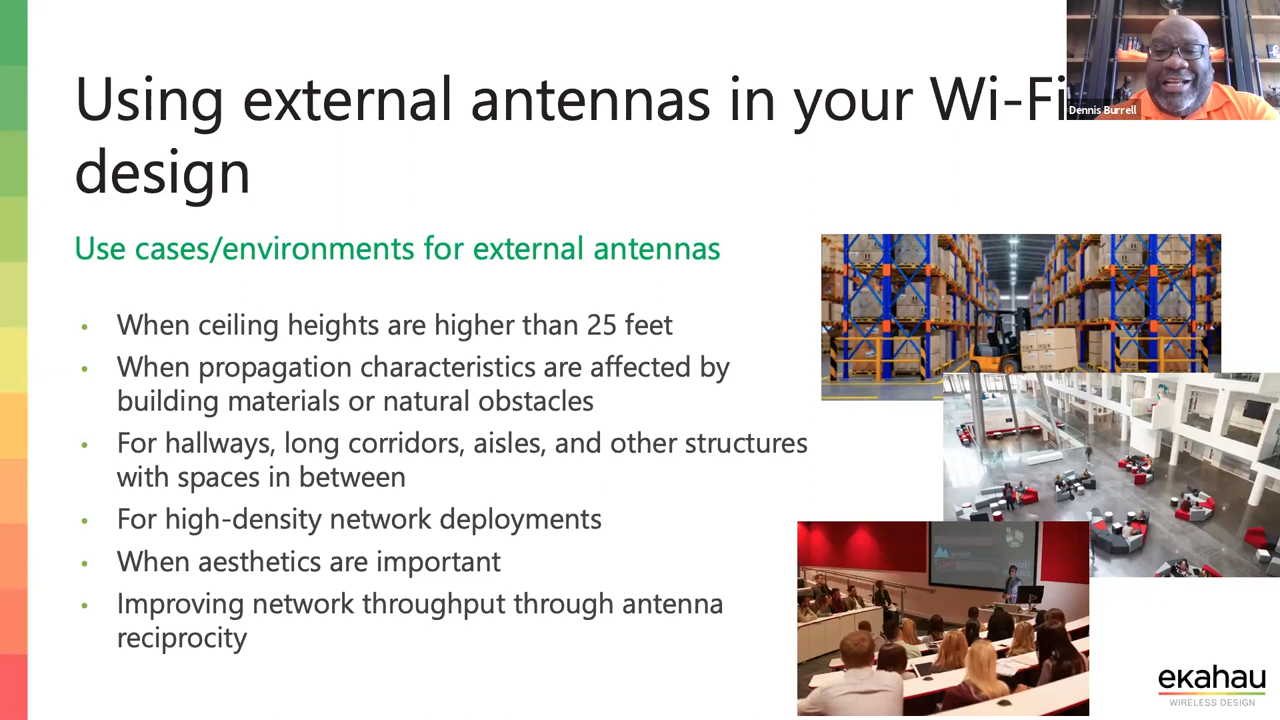 Using external antennas in your Wi-Fi
design
Dennis Burrell
Use cases/environments for external antennas
• When ceiling heights are higher than 25 feet
• When propagation characteristics are affected by
building materials or natural obstacles
• For hallways, long corridors, aisles, and other structures
with spaces in between
• For high-density network deployments
• When aesthetics are important
• Improving network throughput through antenna
reciprocity
ekahau
WIRELESS DESIGN